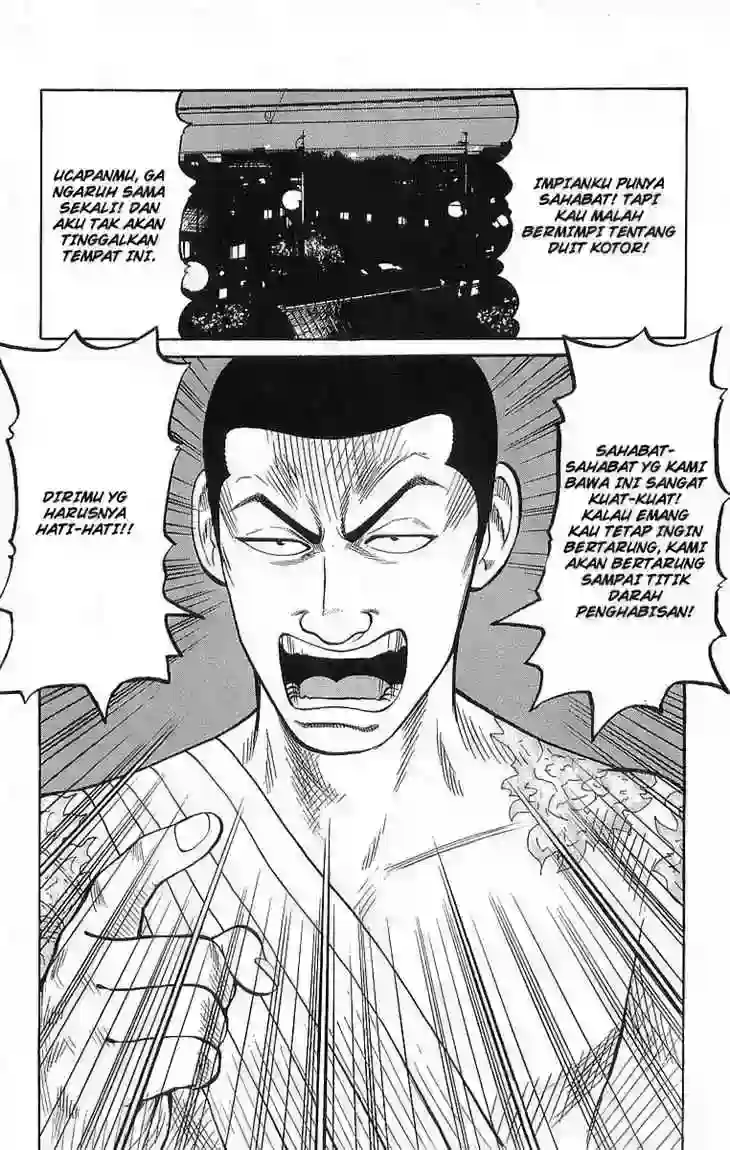 IMPIANKU PUNYA
SAHABAT! TAPI
KAU MALAH
BERMIMPI TENTANG
DUIT KOTOR!
UCAPANMU, GA
NGARUH SAMA
SEKALI! DAN
AKU TAK AKAN
TINGGALKAN
TEMPAT INI.
SAHABAT-
SAHABAT YG KAMI
BAWA INI SANGAT
KUAT-KUAT!
KALAU EMANG
KAU TETAP INGIN
BERTARUNG, KAMI
AKAN BERTARUNG
SAMPAI TITIK
DARAH
PENGHABISAN!
DIRIMU YG
HARUSNYA
HATI-HATI!!